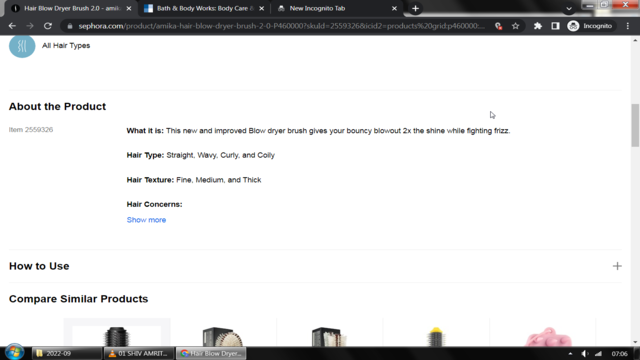 Hair Blow Dryer Brush 2.0 - amik
Bath & Body Works: Body Care &
New Incognito Tab
sephora.com/product/amika-hair-blow-dryer-brush-2-0-P460000?skuId=2559326&icid2=products%20grid:p460000:...
Incognito
All Hair Types
About the Product
Item 2559326
What it is: This new and improved Blow dryer brush gives your bouncy blowout 2x the shine while fighting frizz.
Hair Type: Straight, Wavy, Curly, and Coily
Hair Texture: Fine, Medium, and Thick
Hair Concerns:
Show more
How to Use
Compare Similar Products
2022-09
01 SHIV AMRIT...
Hair Blow Dryer...
07:06